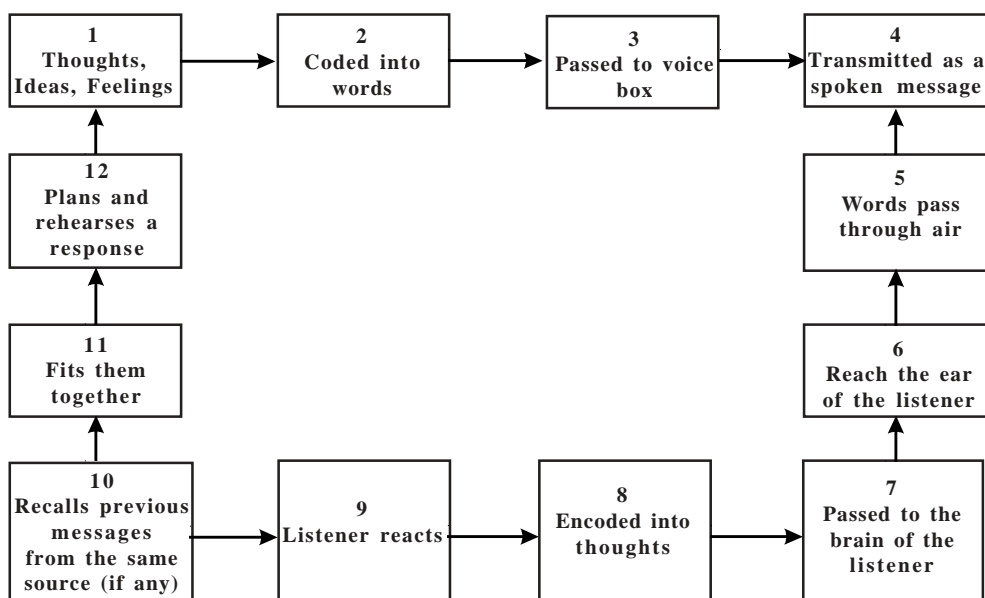 1
Thoughts,
Ideas, Feelings
2
Coded into
words
3
Passed to voice
box
4
Transmitted as a
spoken message
12
Plans and
rehearses a
response
5
Words pass
through air
11
Fits them
together
6
Reach the ear
of the listener
10
Recalls previous
messages
from the same
source (if any)
9
Listener reacts
8
Encoded into
thoughts
7
Passed to the
brain of the
listener